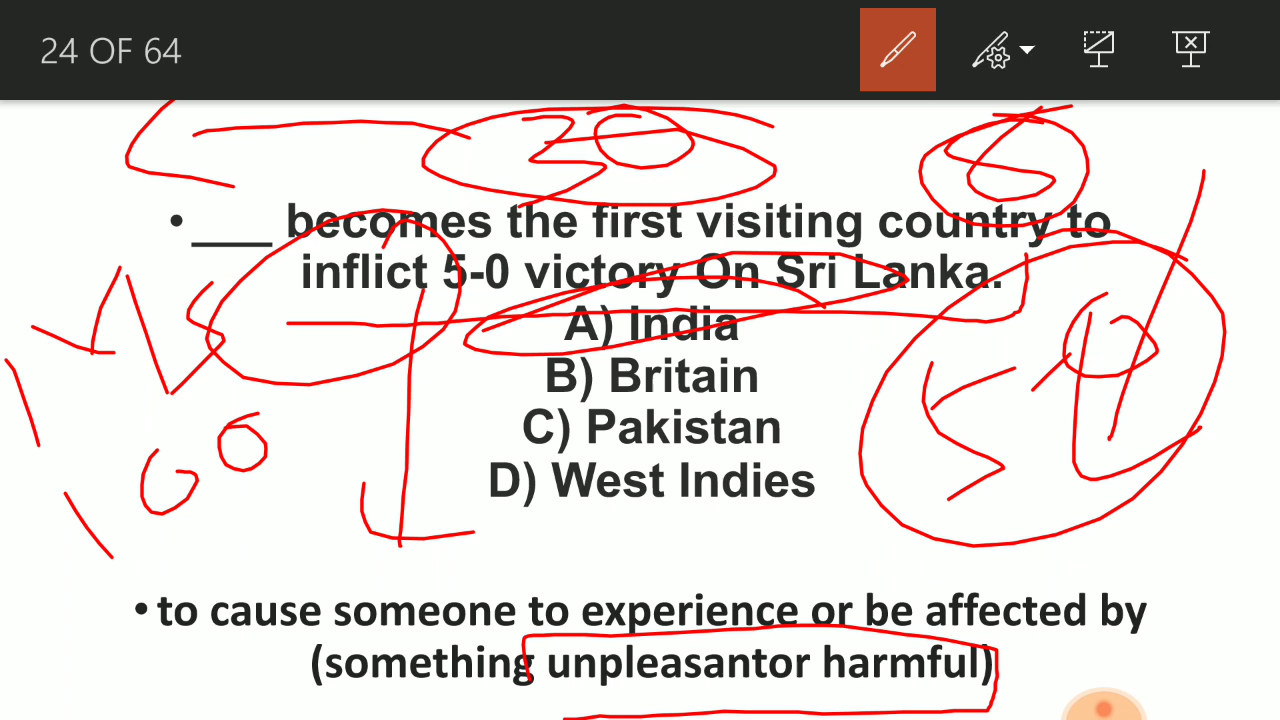 24 OF 64
• ___ becomes the first visiting country to
inflict 5-0 victory On Sri Lanka.
A) India
B) Britain
C) Pakistan
D) West Indies
• to cause someone to experience or be affected by
(something unpleasantor harmful)